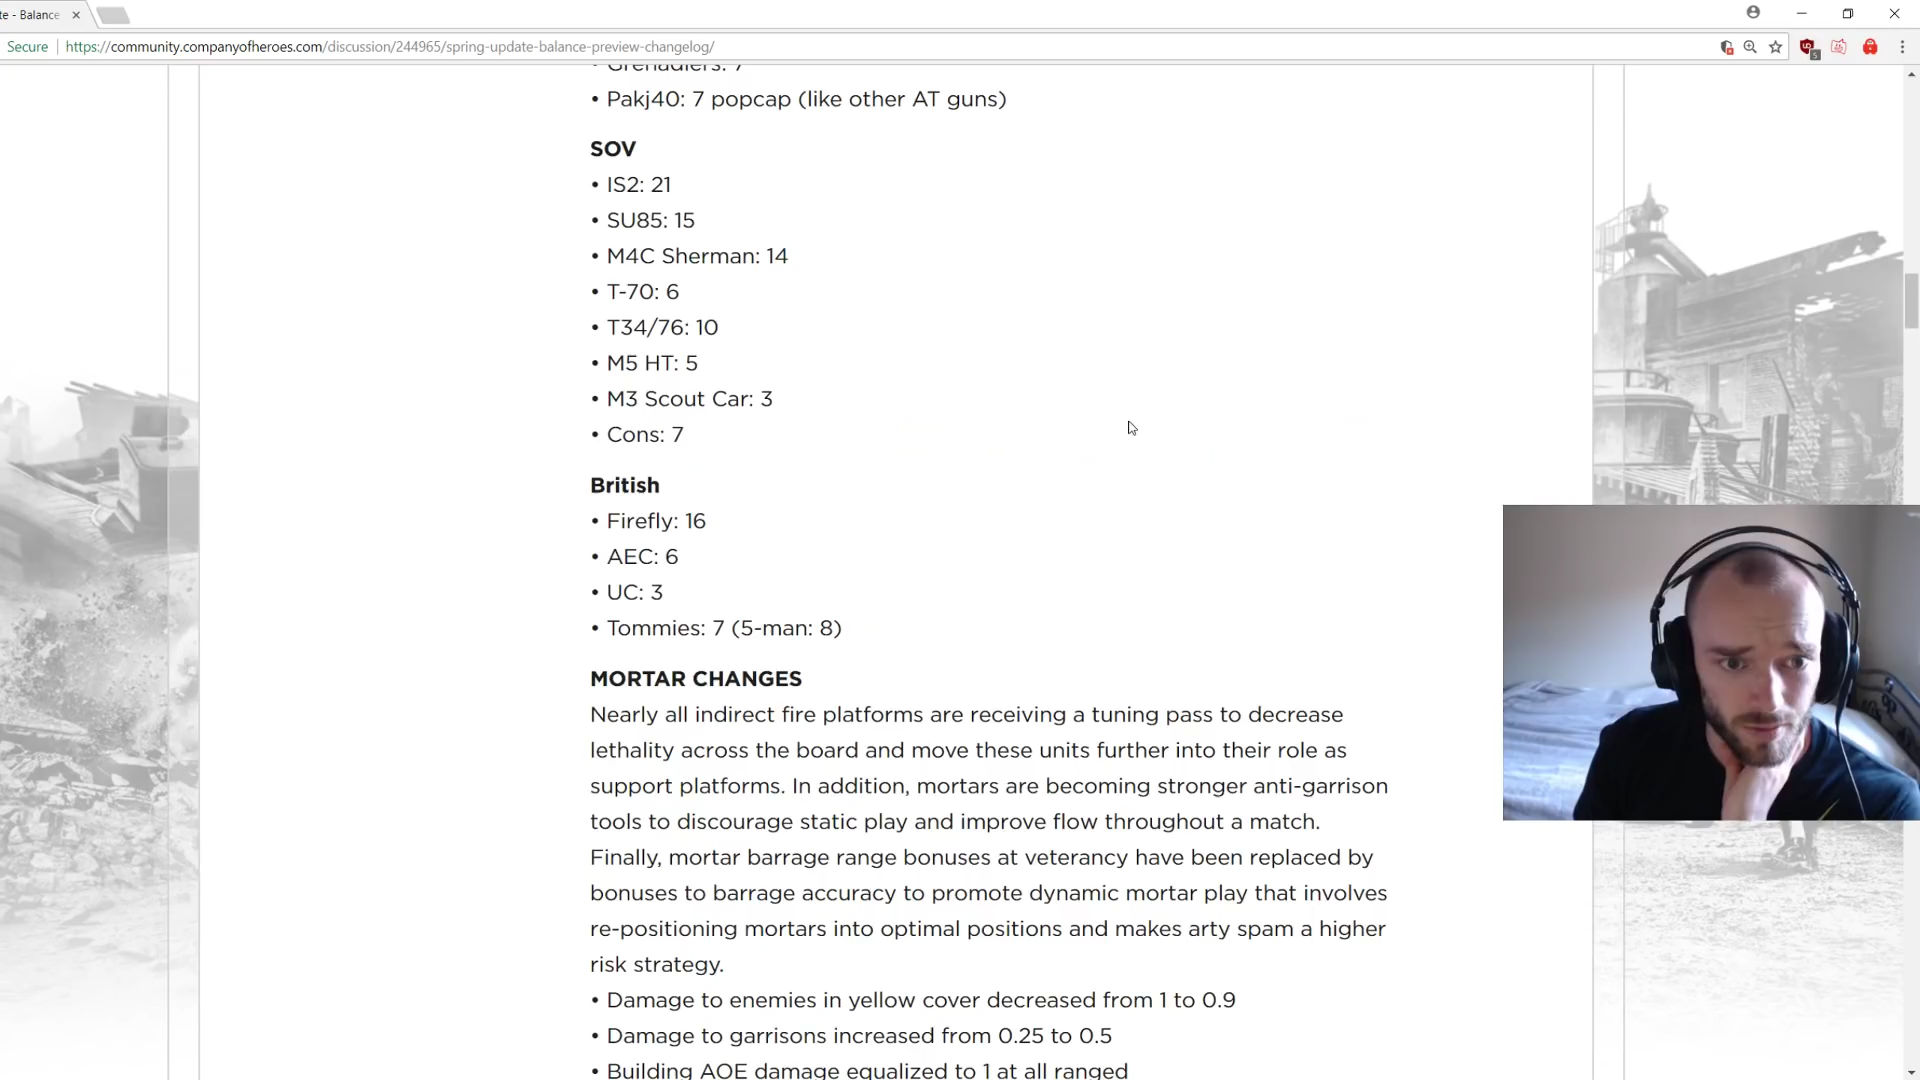 te - Balance
Secure
https://community.companyofheroes.com/discussion/244965/spring-update-balance-preview-changelog/
5
• Grenadiers: 7
• Pakj40: 7 popcap (like other AT guns)
SOV
• IS2: 21
• SU85: 15
• M4C Sherman: 14
• T-70: 6
• T34/76: 10
• M5 HT: 5
• M3 Scout Car: 3
• Cons: 7
British
• Firefly: 16
• AEC: 6
• UC: 3
• Tommies: 7 (5-man: 8)
MORTAR CHANGES
Nearly all indirect fire platforms are receiving a tuning pass to decrease
lethality across the board and move these units further into their role as
support platforms. In addition, mortars are becoming stronger anti-garrison
tools to discourage static play and improve flow throughout a match.
Finally, mortar barrage range bonuses at veterancy have been replaced by
bonuses to barrage accuracy to promote dynamic mortar play that involves
re-positioning mortars into optimal positions and makes arty spam a higher
risk strategy.
• Damage to enemies in yellow cover decreased from 1 to 0.9
• Damage to garrisons increased from 0.25 to 0.5
• Building AOE damage equalized to 1 at all ranged